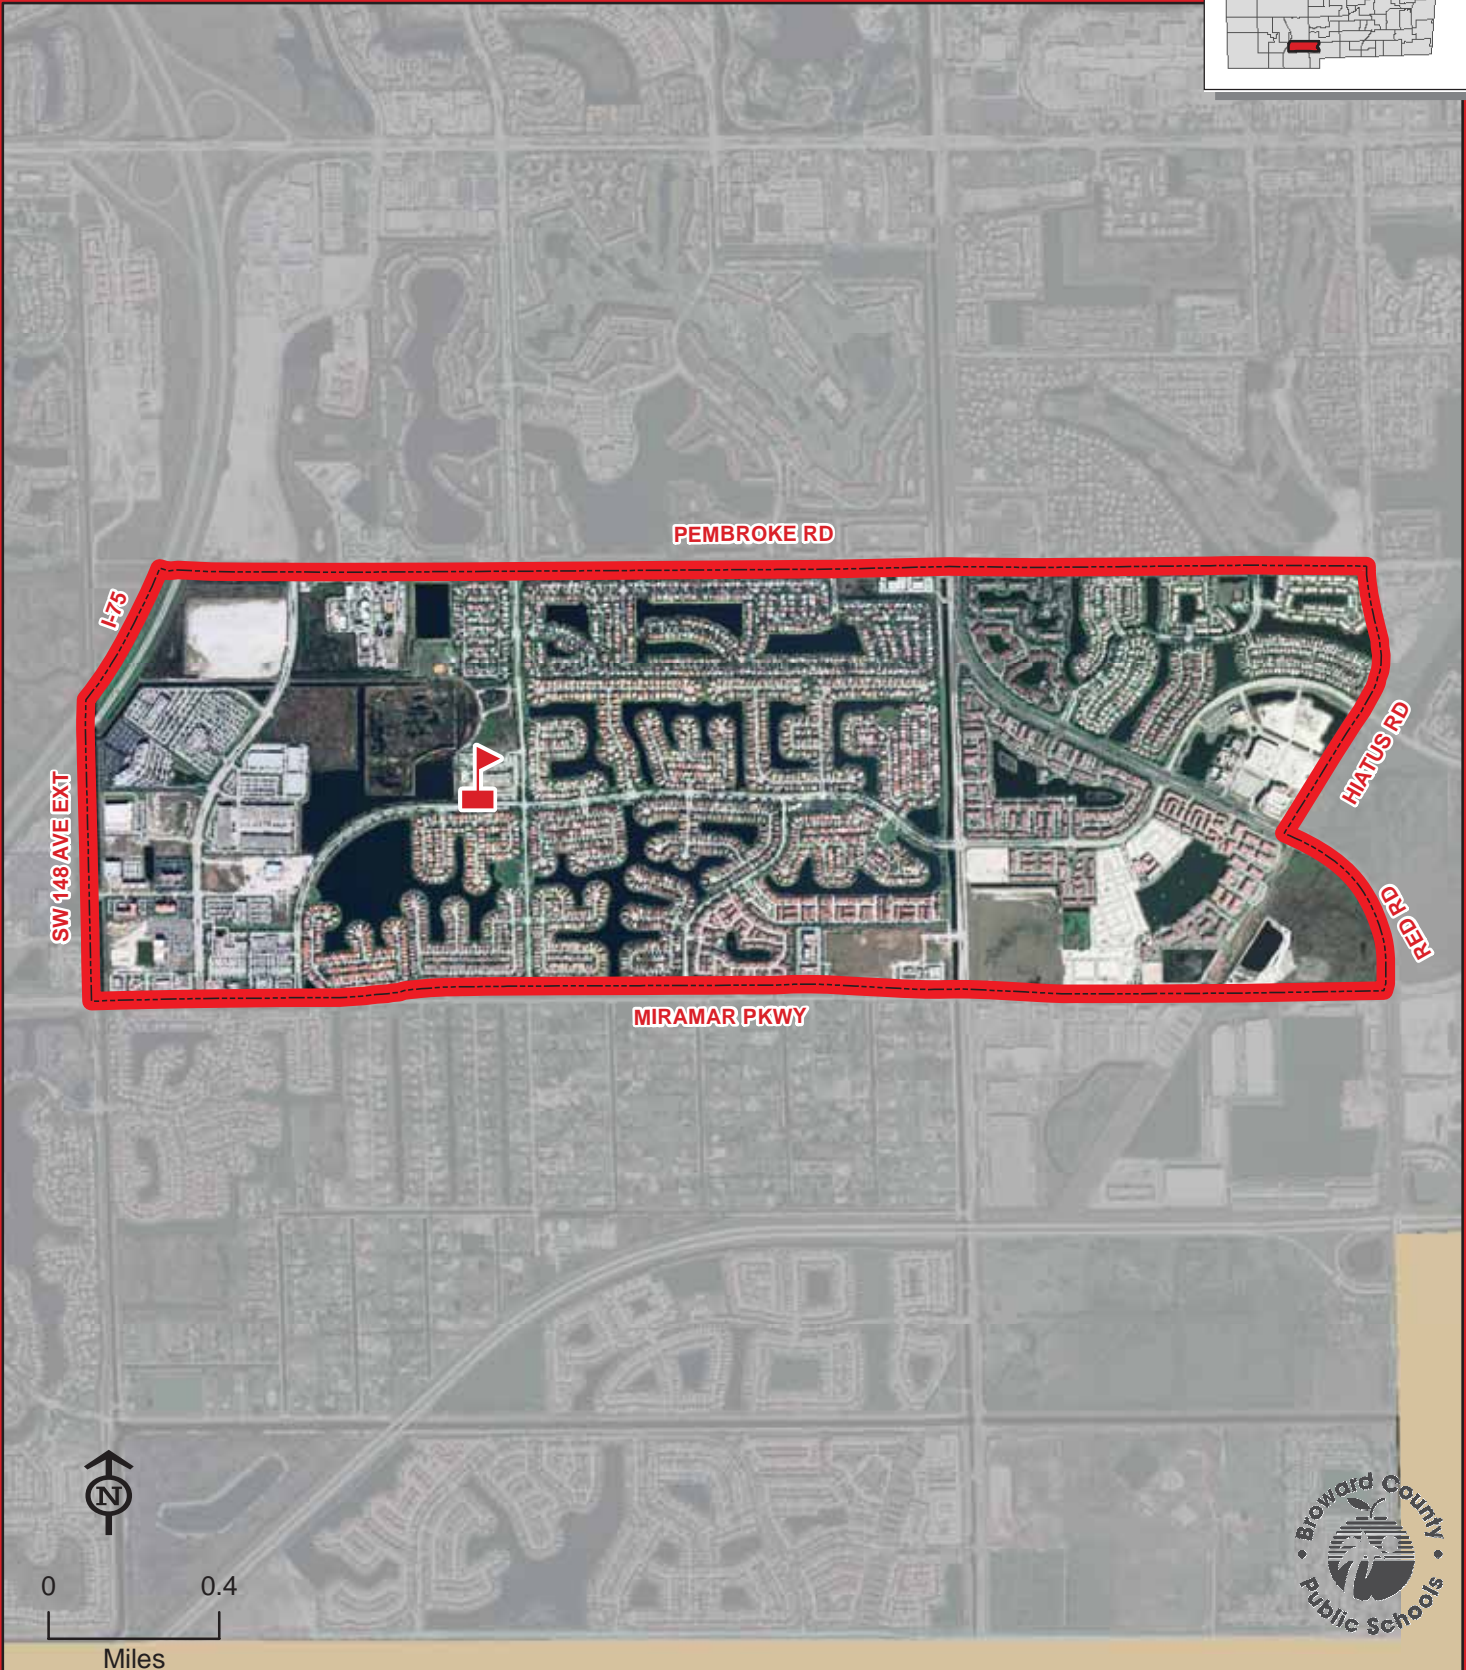 PEMBROKE RD
I-75
HIATUS RD
SW 148 AVE EXT
RED RD
MIRAMAR PKWY
N
0 0.4
Miles
Broward County
Public Schools